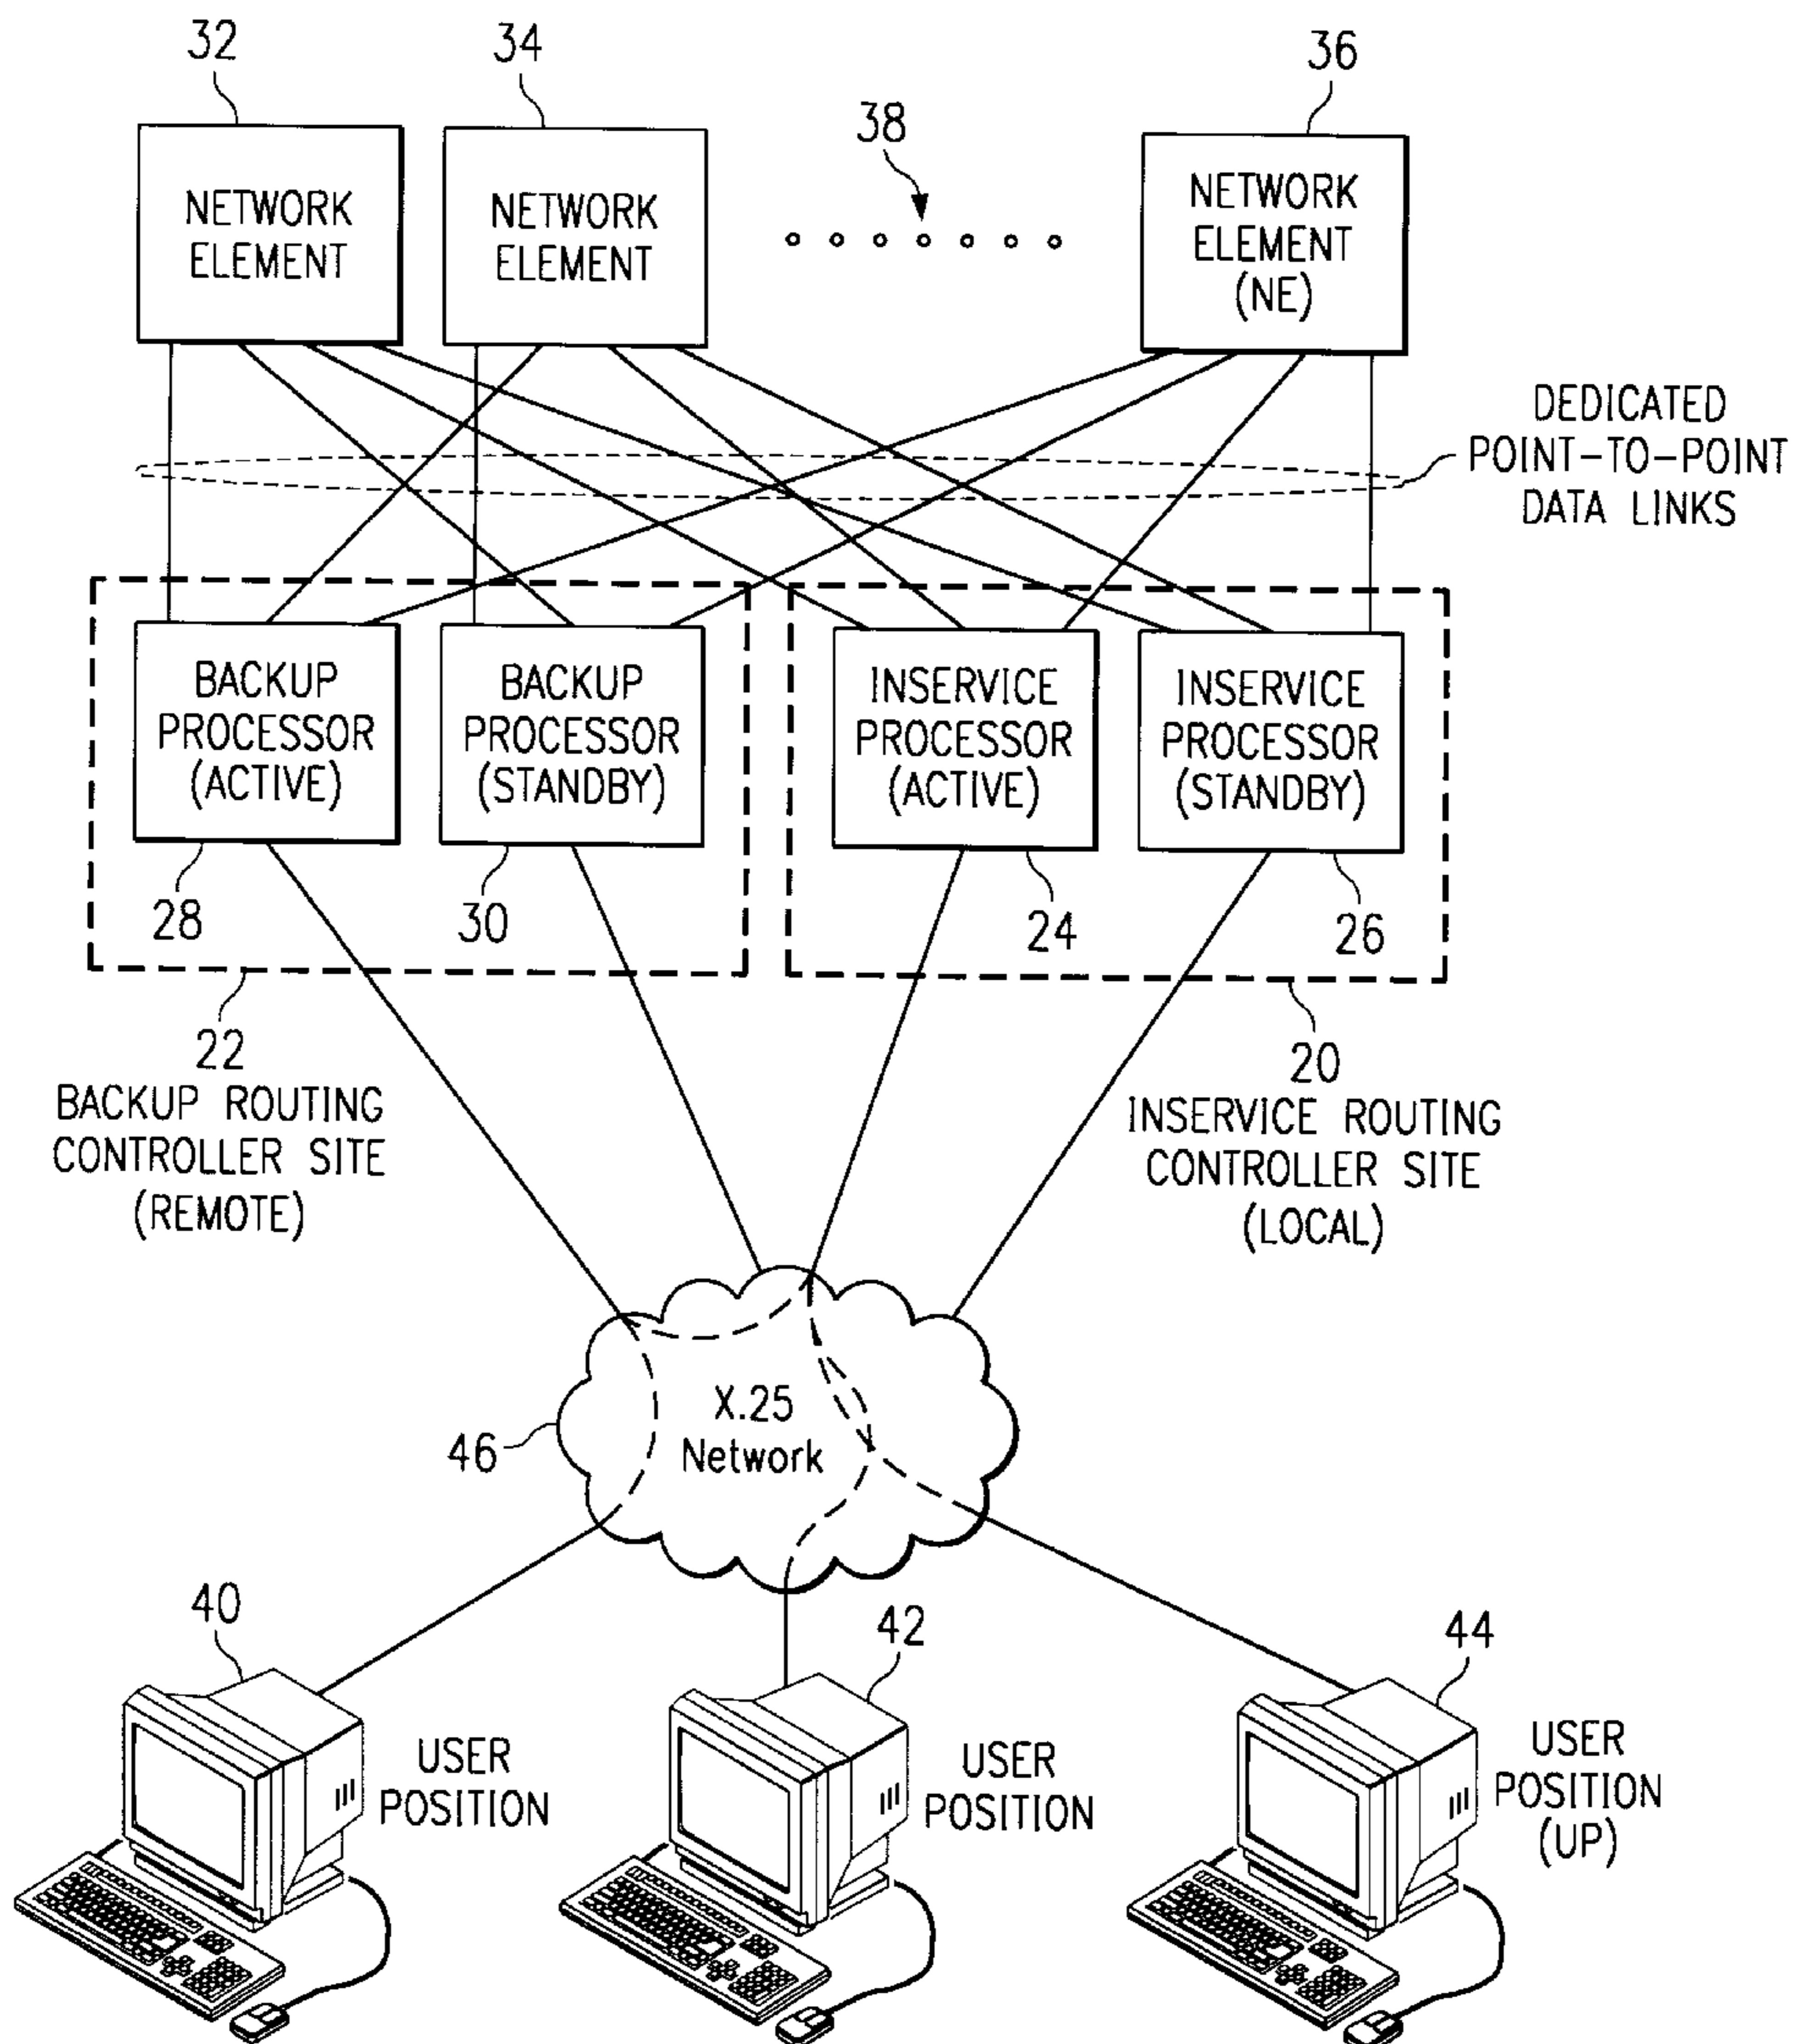 32
34
36
38
NETWORK
ELEMENT
NETWORK
ELEMENT
NETWORK
ELEMENT
(NE)
DEDICATED
POINT-TO-POINT
DATA LINKS
BACKUP
PROCESSOR
(ACTIVE)
BACKUP
PROCESSOR
(STANDBY)
INSERVICE
PROCESSOR
(ACTIVE)
INSERVICE
PROCESSOR
(STANDBY)
28
30
24
26
22
BACKUP ROUTING
CONTROLLER SITE
(REMOTE)
20
INSERVICE ROUTING
CONTROLLER SITE
(LOCAL)
X.25
Network
46
40
42
44
USER
POSITION
USER
POSITION
USER
POSITION
(UP)